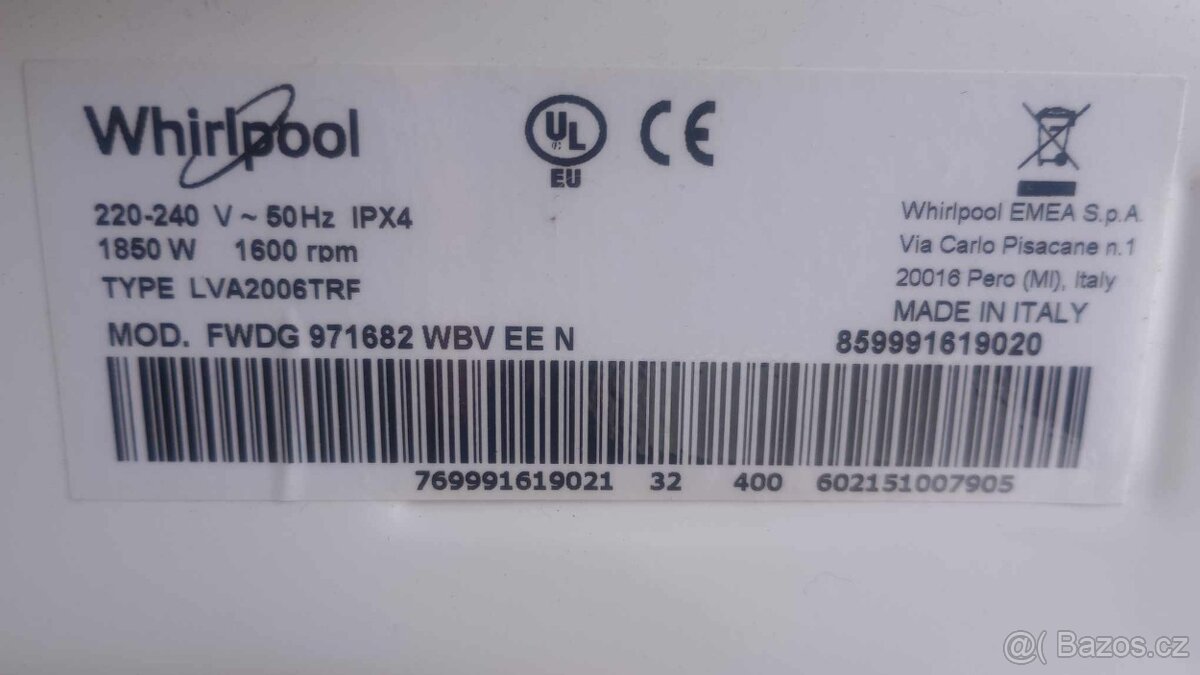 Whirlpool
UL
EU
CE
220-240 V ~ 50Hz IPX4
1850 W 1600 rpm
TYPE LVA2006TRF
MOD. FWDG 971682 WBV EE N
Whirlpool EMEA S.p.A.
Via Carlo Pisacane n.1
20016 Pero (MI), Italy
MADE IN ITALY
859991619020
769991619021 32 400 602151007905
@( Bazos.cz